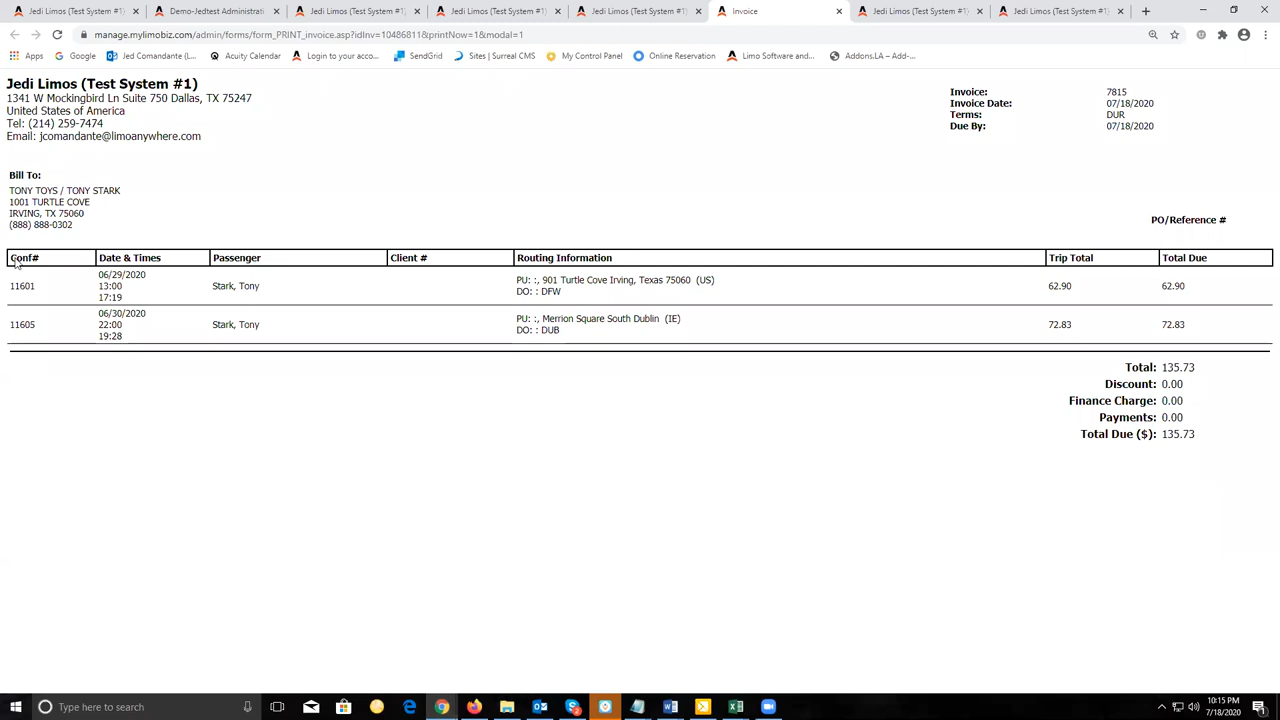 Jedi Limos (Test System #1)
Demo-Jedtest Administrati
Jedi Limos (Test System #1)
Jedi Limos (Test System #1)
Jedi Limos (Test System #1)
Invoice
Jedi Limos (Test System #1)
Jedi Limos (Test System #1)
manage.mylimobiz.com/admin/forms/form_PRINT_invoice.asp?idInv=10486811&printNow=1&modal=1
Apps
Google
Jed Comandante (L...
Acuity Calendar
Login to your acco...
SendGrid
Sites | Surreal CMS
My Control Panel
Online Reservation
Limo Software and...
Addons.LA – Add-...
Jedi Limos (Test System #1)
1341 W Mockingbird Ln Suite 750 Dallas, TX 75247
United States of America
Tel: (214) 259-7474
Email: jcomandante@limoanywhere.com
Invoice: 7815
Invoice Date: 07/18/2020
Terms: DUR
Due By: 07/18/2020
Bill To:
TONY TOYS / TONY STARK
1001 TURTLE COVE
IRVING, TX 75060
(888) 888-0302
PO/Reference #
Conf# Date & Times Passenger Client # Routing Information Trip Total Total Due
06/29/2020
11601 13:00 Stark, Tony PU: :, 901 Turtle Cove Irving, Texas 75060 (US) 62.90 62.90
17:19 DO: : DFW
06/30/2020
11605 22:00 Stark, Tony PU: :, Merrion Square South Dublin (IE) 72.83 72.83
19:28 DO: : DUB
Total: 135.73
Discount: 0.00
Finance Charge: 0.00
Payments: 0.00
Total Due ($): 135.73
Type here to search
10:15 PM
7/18/2020